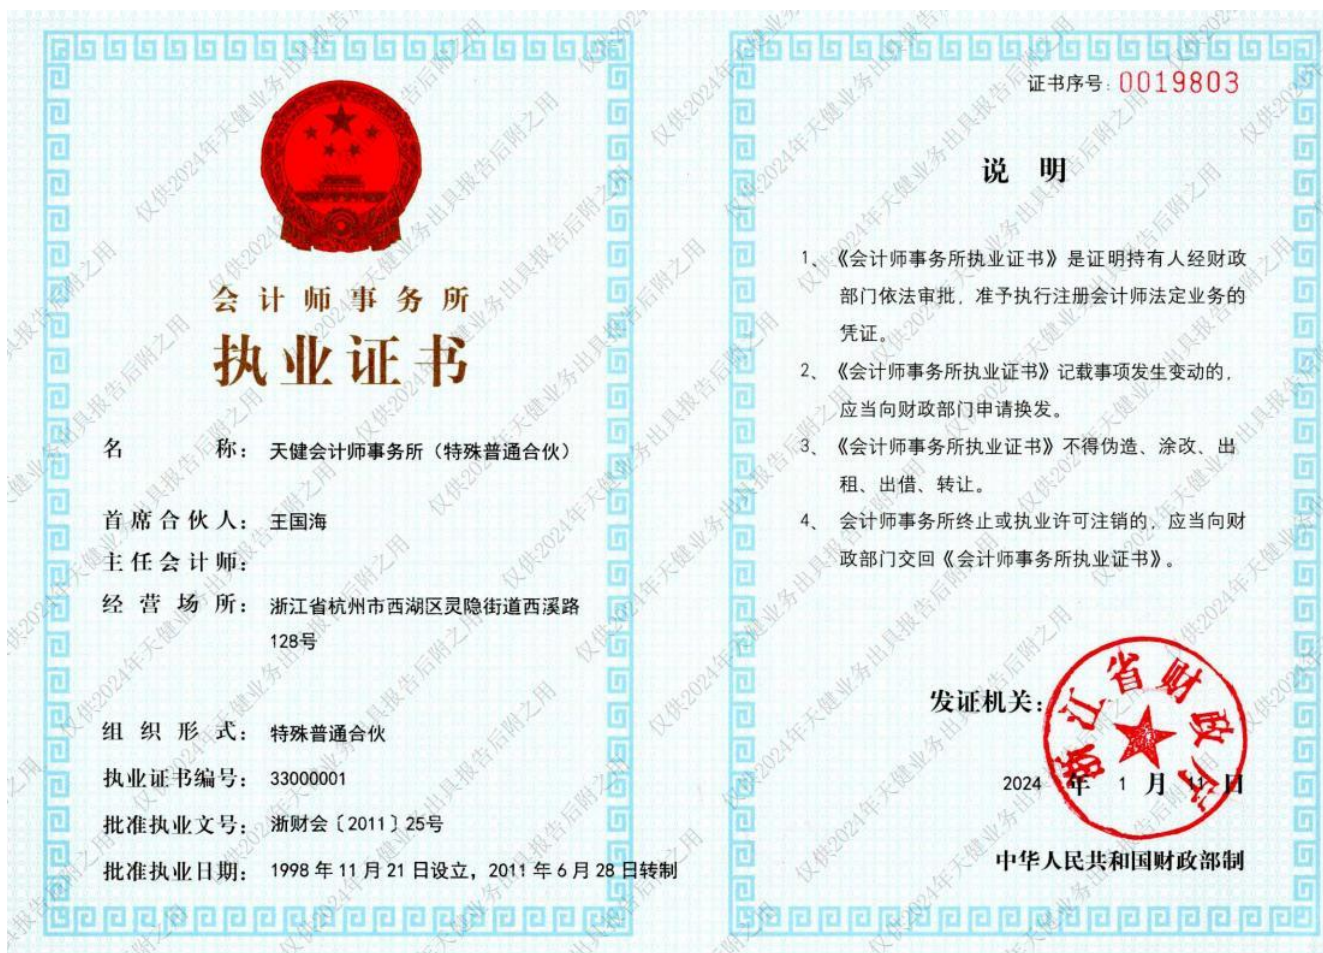 会计师事务所
执业证书
名 称： 天健会计师事务所（特殊普通合伙）
首席合伙人： 王国海
主任会计师：
经营场所： 浙江省杭州市西湖区灵隐街道西溪路
128号
组织形式： 特殊普通合伙
执业证书编号： 33000001
批准执业文号： 浙财会〔2011〕25号
批准执业日期： 1998 年 11 月 21 日设立，2011 年 6 月 28 日转制
证书序号：0019803
说 明
1、《会计师事务所执业证书》是证明持有人经财政
部门依法审批，准予执行注册会计师法定业务的
凭证。
2、《会计师事务所执业证书》记载事项发生变动的，
应当向财政部门申请换发。
3、《会计师事务所执业证书》不得伪造、涂改、出
租、出借、转让。
4、 会计师事务所终止或执业许可注销的，应当向财
政部门交回《会计师事务所执业证书》。
发证机关：
浙江省财政厅
2024 年 1 月 11 日
中华人民共和国财政部制
仅供2024年天健业务出具报告后附之用